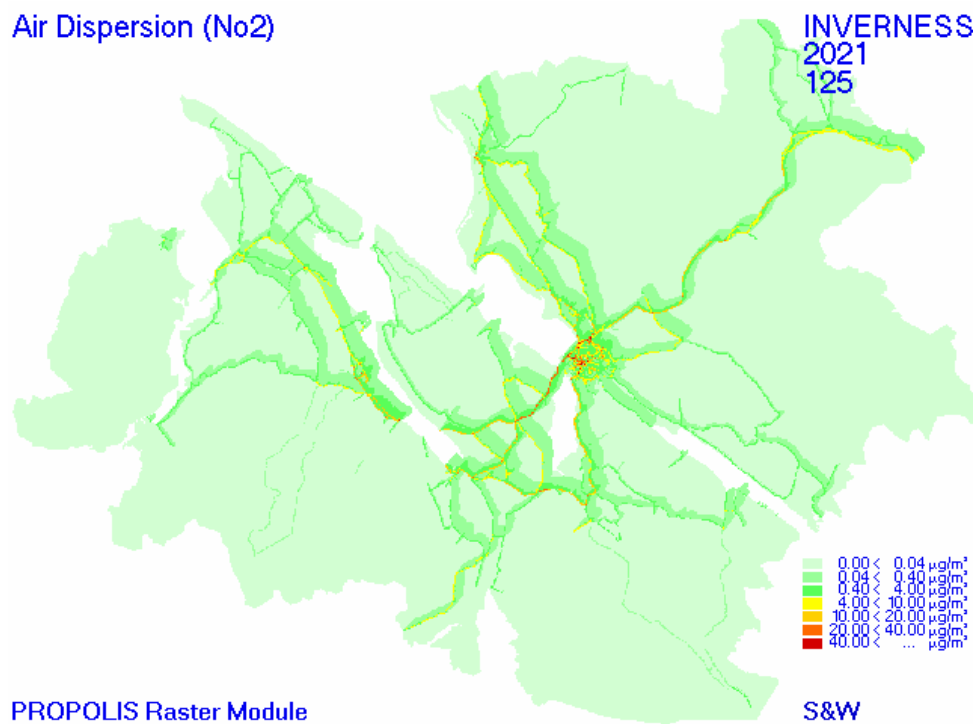 Air Dispersion (No2)
INVERNESS
2021
125
0.00 < 0.04 µg/m³
0.04 < 0.40 µg/m³
0.40 < 4.00 µg/m³
4.00 < 10.00 µg/m³
10.00 < 20.00 µg/m³
20.00 < 40.00 µg/m³
40.00 < ... µg/m³
PROPOLIS Raster Module
S&W